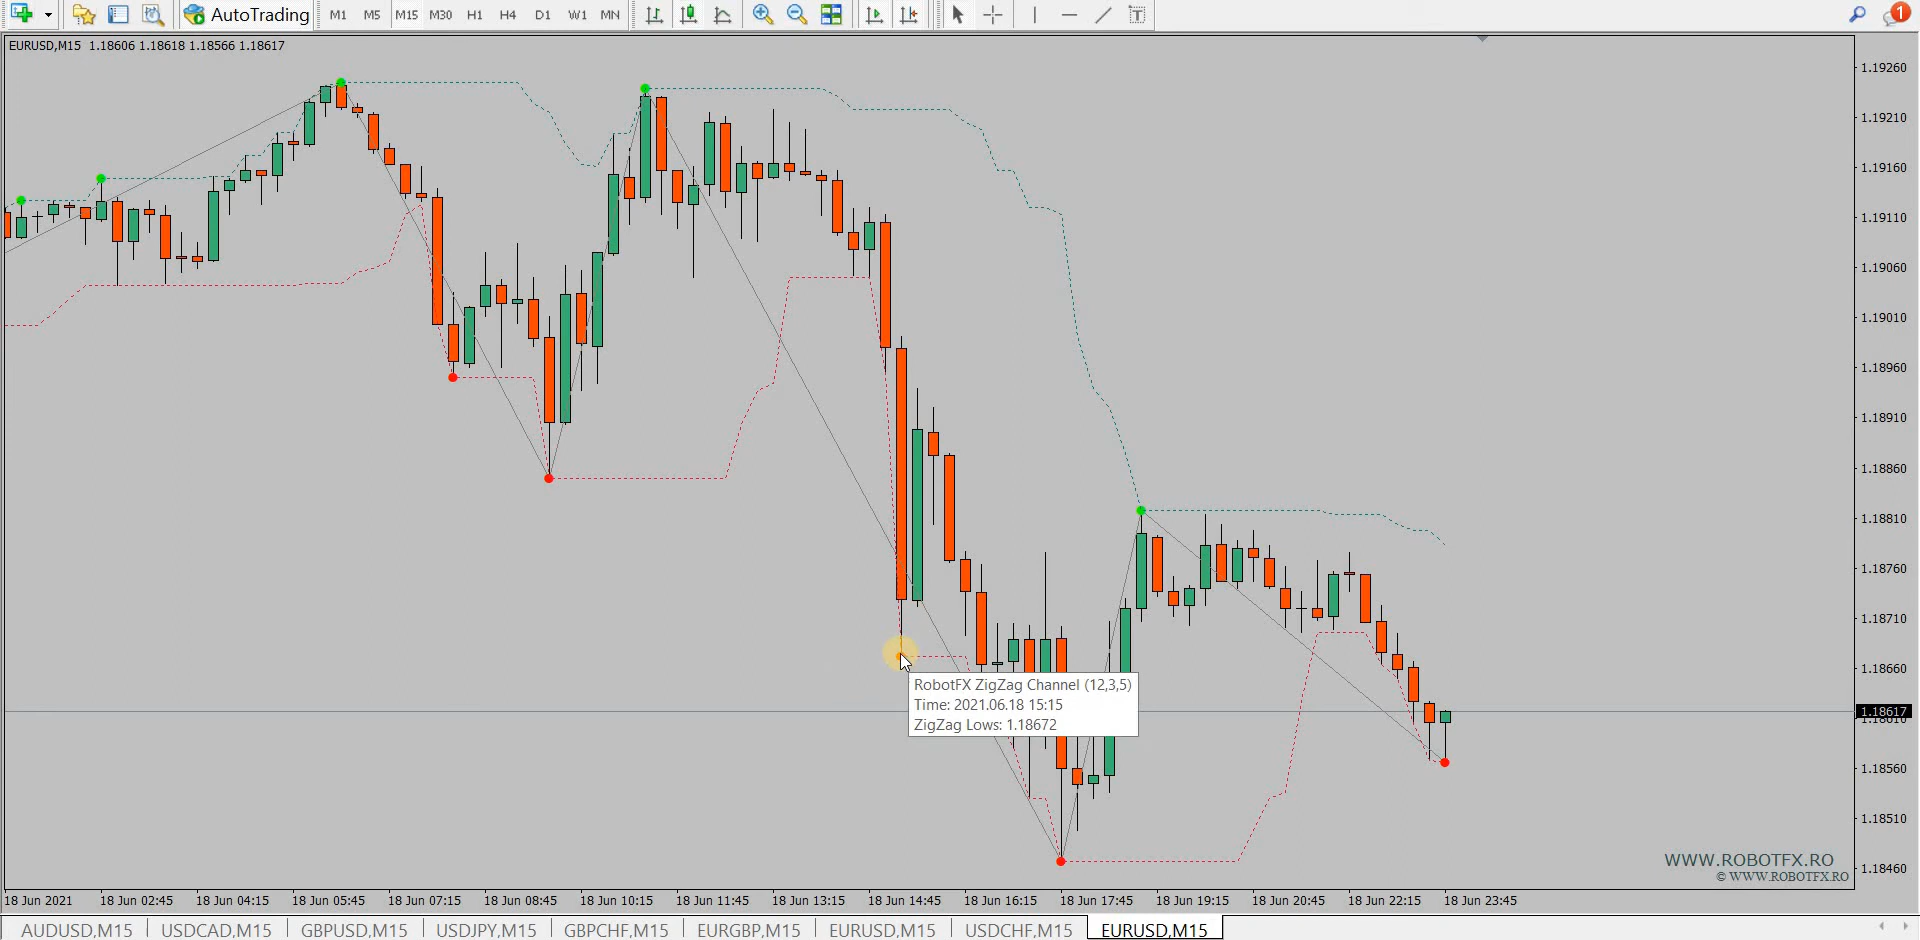 AutoTrading M1 M5 M15 M30 H1 H4 D1 W1 MN T 1
EURUSD,M15 1.18606 1.18618 1.18566 1.18617
1.19260
1.19210
1.19160
1.19110
1.19060
1.19010
1.18960
1.18910
1.18860
1.18810
1.18760
1.18710
1.18660
RobotFX ZigZag Channel (12,3,5)
Time: 2021.06.18 15:15
ZigZag Lows: 1.18672
1.18617
1.18560
1.18510
1.18460
WWW.ROBOTFX.RO
© WWW.ROBOTFX.RO
18 Jun 2021 18 Jun 02:45 18 Jun 04:15 18 Jun 05:45 18 Jun 07:15 18 Jun 08:45 18 Jun 10:15 18 Jun 11:45 18 Jun 13:15 18 Jun 14:45 18 Jun 16:15 18 Jun 17:45 18 Jun 19:15 18 Jun 20:45 18 Jun 22:15 18 Jun 23:45
AUDUSD,M15 USDCAD,M15 GBPUSD,M15 USDJPY,M15 GBPCHF,M15 EURGBP,M15 EURUSD,M15 USDCHF,M15 EURUSD,M15